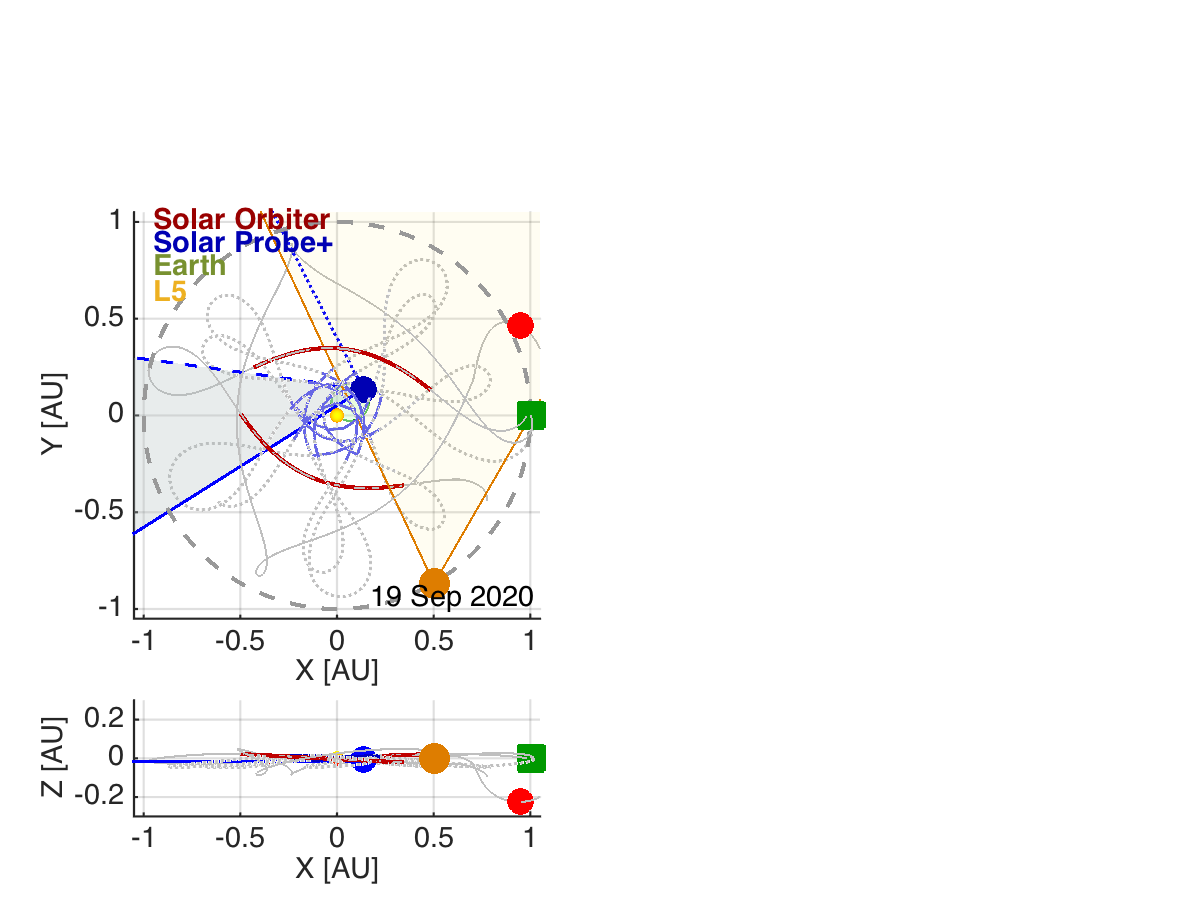 Solar Orbiter
Solar Probe+
Earth
L5
1
0.5
0
-0.5
-1
Y [AU]
19 Sep 2020
-1 -0.5 0 0.5 1
X [AU]
0.2
0
-0.2
Z [AU]
-1 -0.5 0 0.5 1
X [AU]